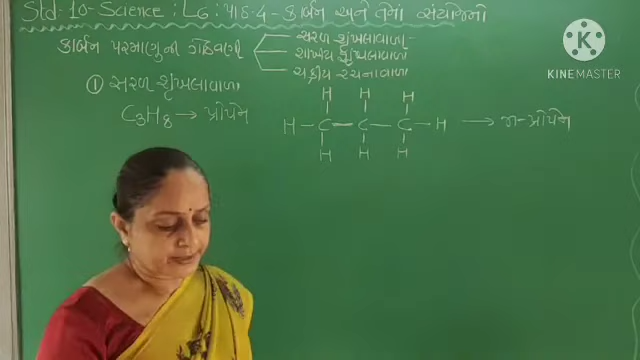 Std-10-Science : L6 : પાઠ-4 - કાર્બન અને તેનાં સંયોજનો
કાર્બન પરમાણુની ગોઠવણી
સરળ શૃંખલાવાળા
શાખીય શૃંખલાવાળા
ચક્રીય રચનાવાળા
① સરળ શૃંખલાવાળા
C3H8 → પ્રોપેન
H H H
H — C — C — C — H → n-પ્રોપેન
H H H
K
KINEMASTER